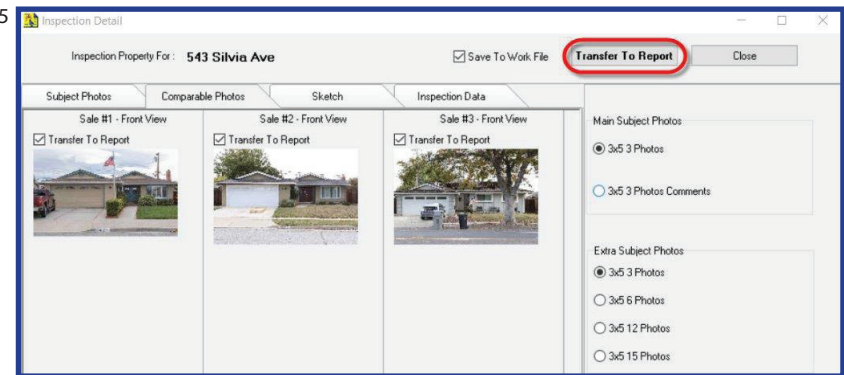 5
Inspection Detail
Inspection Property For : 543 Silvia Ave
Save To Work File
Transfer To Report
Close
Subject Photos
Comparable Photos
Sketch
Inspection Data
Sale #1 - Front View
Transfer To Report
Sale #2 - Front View
Transfer To Report
Sale #3 - Front View
Transfer To Report
Main Subject Photos
3x5 3 Photos
3x5 3 Photos Comments
Extra Subject Photos
3x5 3 Photos
3x5 6 Photos
3x5 12 Photos
3x5 15 Photos